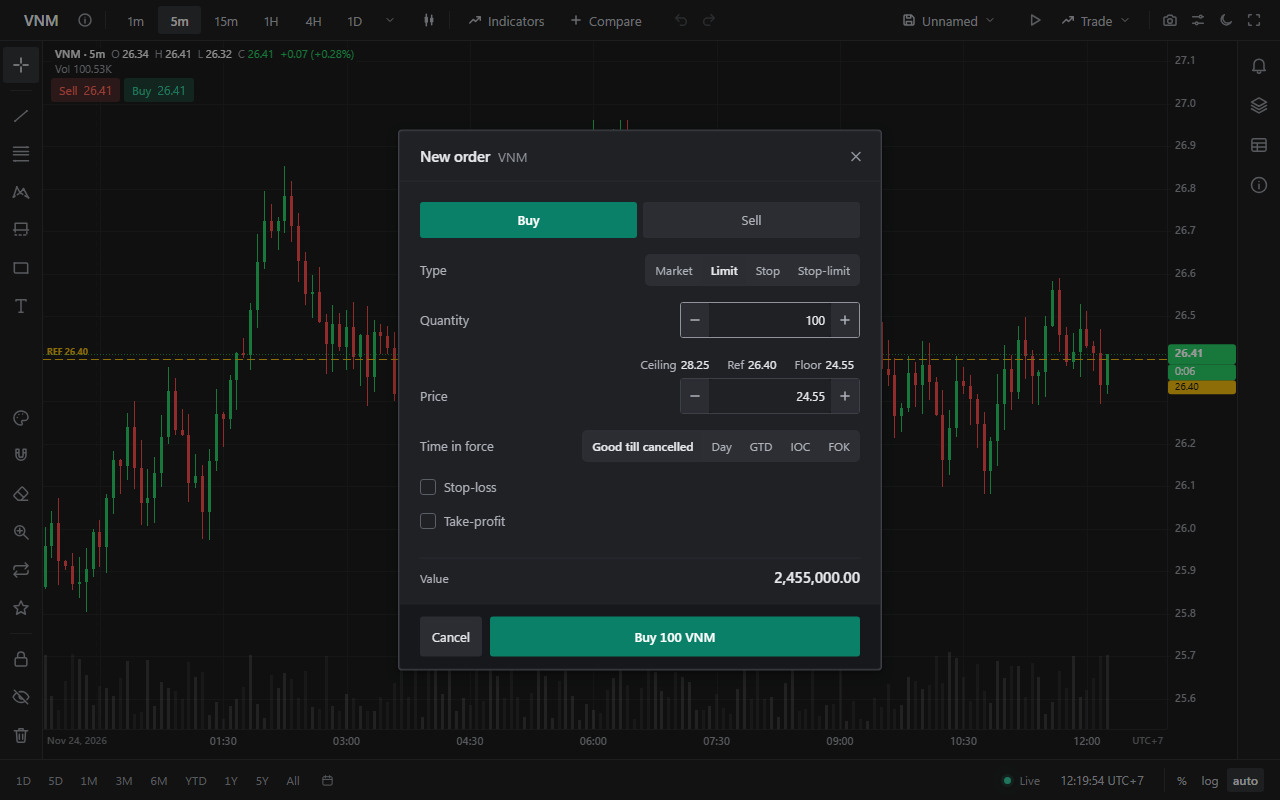 VNM 1m 5m 15m 1H 4H 1D Indicators Compare Unnamed Trade
VNM · 5m O 26.34 H 26.41 L 26.32 C 26.41 +0.07 (+0.28%)
Vol 100.53K
Sell 26.41 Buy 26.41
REF 26.40
New order VNM
Buy Sell
Type Market Limit Stop Stop-limit
Quantity − 100 +
Ceiling 28.25 Ref 26.40 Floor 24.55
Price − 24.55 +
Time in force Good till cancelled Day GTD IOC FOK
Stop-loss
Take-profit
Value 2,455,000.00
Cancel Buy 100 VNM
27.1
27.0
26.9
26.8
26.7
26.6
26.5
26.41
0:06
26.40
26.2
26.1
26.0
25.9
25.8
25.7
25.6
Nov 24, 2026 01:30 03:00 04:30 06:00 07:30 09:00 10:30 12:00 UTC+7
1D 5D 1M 3M 6M YTD 1Y 5Y All Live 12:19:54 UTC+7 % log auto